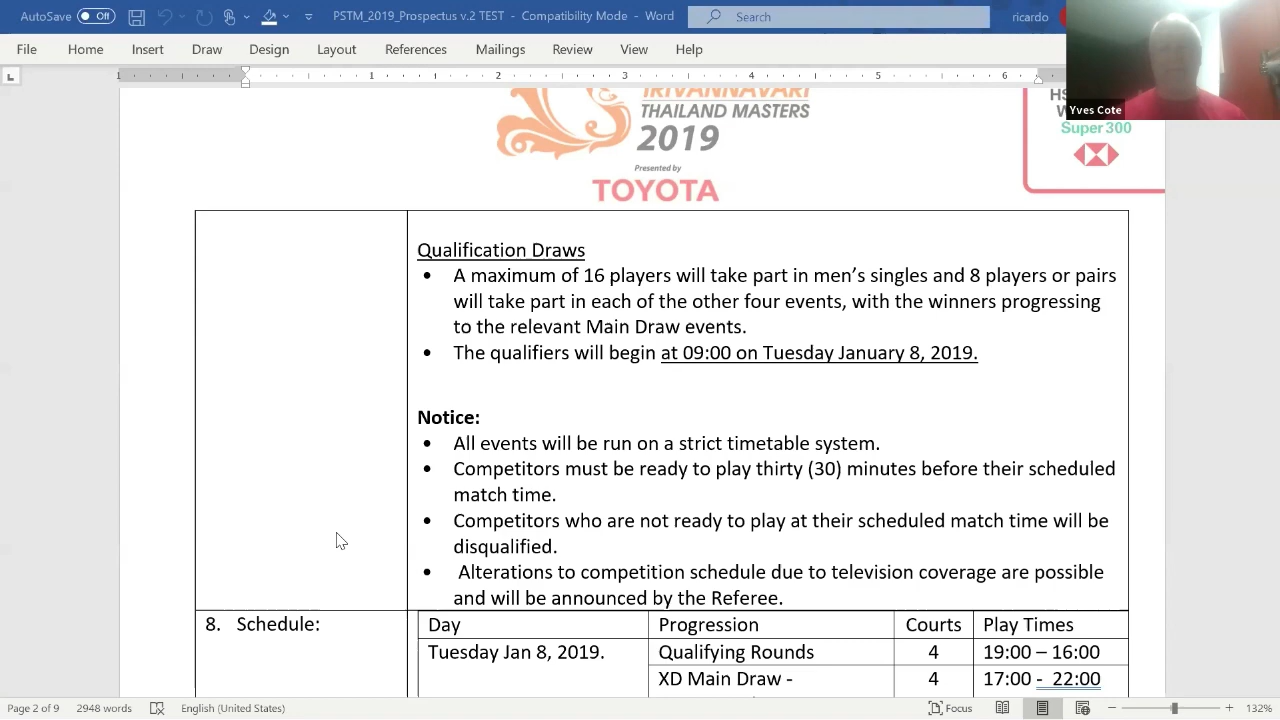 AutoSave Off PSTM_2019_Prospectus v.2 TEST - Compatibility Mode - Word Search ricardo
File Home Insert Draw Design Layout References Mailings Review View Help
1 1 2 3 4 5 6
Yves Cote
THAILAND MASTERS
2019
Super 300
Presented by
TOYOTA
Qualification Draws
• A maximum of 16 players will take part in men's singles and 8 players or pairs
will take part in each of the other four events, with the winners progressing
to the relevant Main Draw events.
• The qualifiers will begin at 09:00 on Tuesday January 8, 2019.
Notice:
• All events will be run on a strict timetable system.
• Competitors must be ready to play thirty (30) minutes before their scheduled
match time.
• Competitors who are not ready to play at their scheduled match time will be
disqualified.
• Alterations to competition schedule due to television coverage are possible
and will be announced by the Referee.
8. Schedule: Day Progression Courts Play Times
Tuesday Jan 8, 2019. Qualifying Rounds 4 19:00 – 16:00
XD Main Draw - 4 17:00 - 22:00
Page 2 of 9 2948 words English (United States) Focus 132%